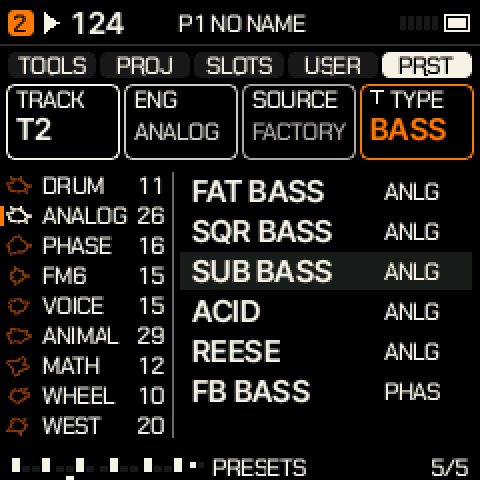 2 124 P1 NO NAME
TOOLS PROJ SLOTS USER PRST
TRACK ENG SOURCE T TYPE
T2 ANALOG FACTORY BASS
DRUM 11
ANALOG 26
PHASE 16
FM6 15
VOICE 15
ANIMAL 29
MATH 12
WHEEL 10
WEST 20
FAT BASS ANLG
SQR BASS ANLG
SUB BASS ANLG
ACID ANLG
REESE ANLG
FB BASS PHAS
PRESETS 5/5